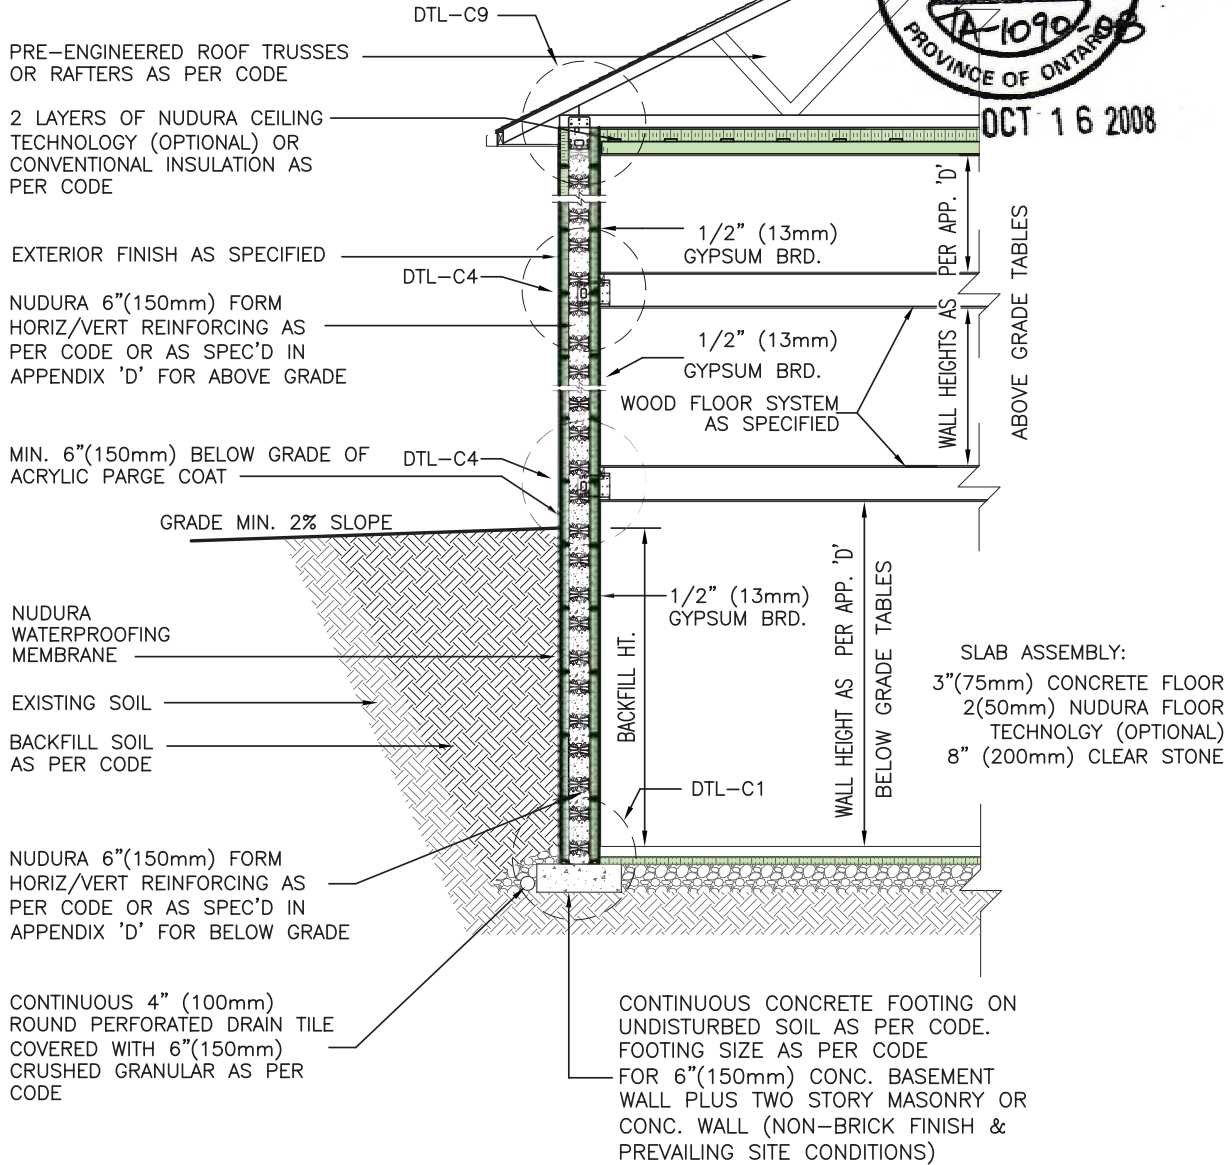 DTL-C9
PRE-ENGINEERED ROOF TRUSSES
OR RAFTERS AS PER CODE
TA-1090-08
PROVINCE OF ONTARIO
OCT 16 2008
2 LAYERS OF NUDURA CEILING
TECHNOLOGY (OPTIONAL) OR
CONVENTIONAL INSULATION AS
PER CODE
1/2" (13mm)
GYPSUM BRD.
EXTERIOR FINISH AS SPECIFIED
DTL-C4
NUDURA 6"(150mm) FORM
HORIZ/VERT REINFORCING AS
PER CODE OR AS SPEC'D IN
APPENDIX 'D' FOR ABOVE GRADE
1/2" (13mm)
GYPSUM BRD.
WOOD FLOOR SYSTEM
AS SPECIFIED
WALL HEIGHTS AS PER APP. 'D'
ABOVE GRADE TABLES
MIN. 6"(150mm) BELOW GRADE OF
ACRYLIC PARGE COAT
DTL-C4
GRADE MIN. 2% SLOPE
1/2" (13mm)
GYPSUM BRD.
BACKFILL HT.
WALL HEIGHT AS PER APP. 'D'
BELOW GRADE TABLES
NUDURA
WATERPROOFING
MEMBRANE
EXISTING SOIL
BACKFILL SOIL
AS PER CODE
SLAB ASSEMBLY:
3"(75mm) CONCRETE FLOOR
2(50mm) NUDURA FLOOR
TECHNOLGY (OPTIONAL)
8" (200mm) CLEAR STONE
DTL-C1
NUDURA 6"(150mm) FORM
HORIZ/VERT REINFORCING AS
PER CODE OR AS SPEC'D IN
APPENDIX 'D' FOR BELOW GRADE
CONTINUOUS 4" (100mm)
ROUND PERFORATED DRAIN TILE
COVERED WITH 6"(150mm)
CRUSHED GRANULAR AS PER
CODE
CONTINUOUS CONCRETE FOOTING ON
UNDISTURBED SOIL AS PER CODE.
FOOTING SIZE AS PER CODE
FOR 6"(150mm) CONC. BASEMENT
WALL PLUS TWO STORY MASONRY OR
CONC. WALL (NON-BRICK FINISH &
PREVAILING SITE CONDITIONS)